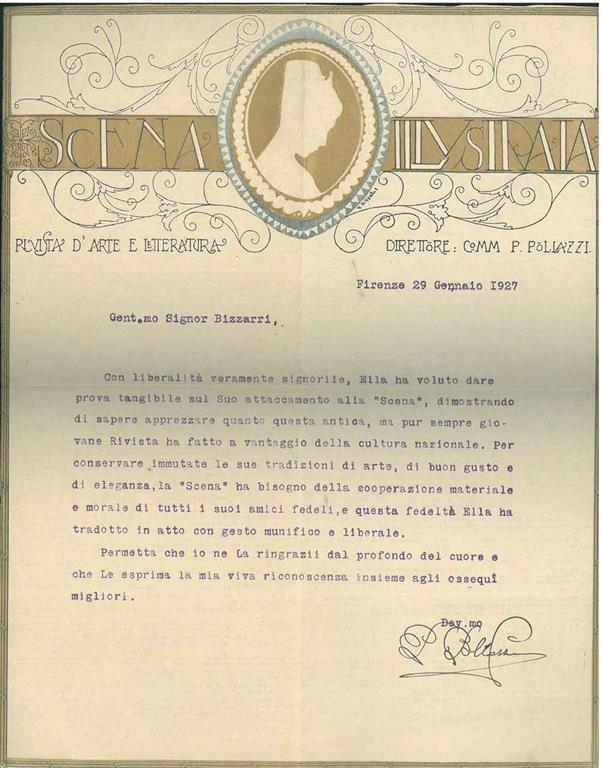 SCENA ILLVSTRATA
RIVISTA D'ARTE E LETTERATURA
DIRETTORE: COMM P. POLLAZZI.
Firenze 29 Gennaio 1927
Gent.mo Signor Bizzarri,
Con liberalità veramente signorile, Ella ha voluto dare
prova tangibile sul Suo attaccamento alla "Scena", dimostrando
di sapere apprezzare quanto questa antica, ma pur sempre gio-
vane Rivista ha fatto a vantaggio della cultura nazionale. Per
conservare immutate le sue tradizioni di arte, di buon gusto e
di eleganza, la "Scena" ha bisogno della cooperazione materiale
e morale di tutti i suoi amici fedeli, e questa fedeltà Ella ha
tradotto in atto con gesto munifico e liberale.
Permetta che io ne La ringrazii dal profondo del cuore e
che Le esprima la mia viva riconoscenza insieme agli ossequi
migliori.
Dev.mo